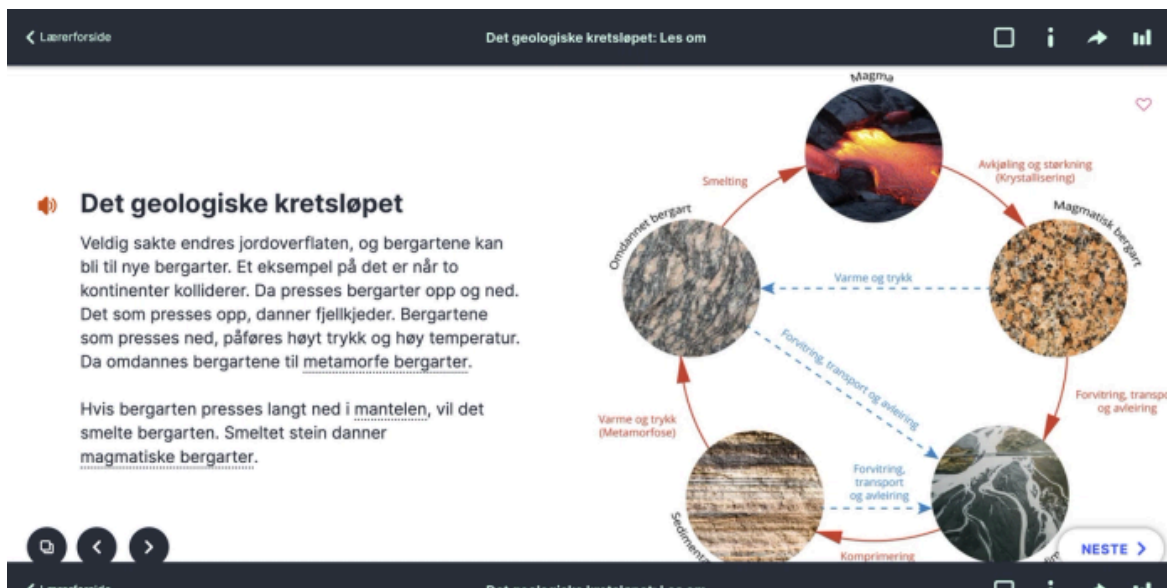 Lærerforside
Det geologiske kretsløpet: Les om
Det geologiske kretsløpet
Veldig sakte endres jordoverflaten, og bergartene kan
bli til nye bergarter. Et eksempel på det er når to
kontinenter kolliderer. Da presses bergarter opp og ned.
Det som presses opp, danner fjellkjeder. Bergartene
som presses ned, påføres høyt trykk og høy temperatur.
Da omdannes bergartene til metamorfe bergarter.
Hvis bergarten presses langt ned i mantelen, vil det
smelte bergarten. Smeltet stein danner
magmatiske bergarter.
Magma
Avkjøling og størkning
(Krystallisering)
Smelting
Magmatisk bergart
Omdannet bergart
Varme og trykk
Forvitring, transport og avleiring
Forvitring, transpo
og avleiring
Varme og trykk
(Metamorfose)
Forvitring,
transport
og avleiring
Sedimenta
Komprimering
NESTE